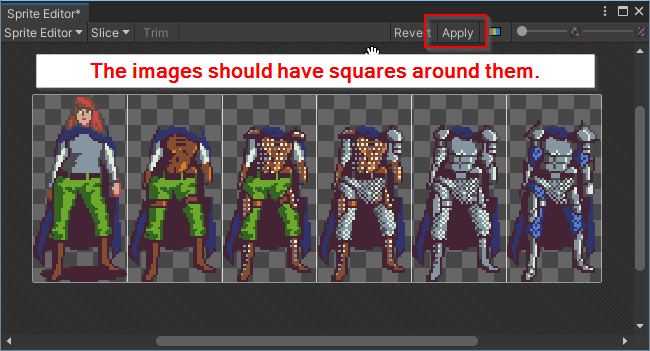 Sprite Editor*
Sprite Editor Slice Trim Revert Apply
The images should have squares around them.